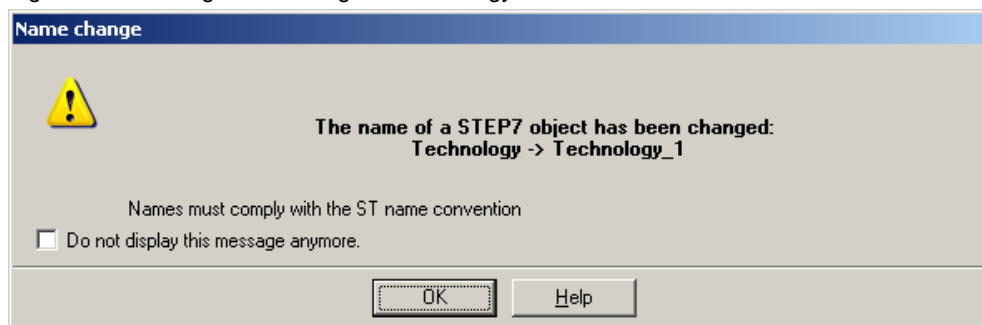 Name change
The name of a STEP7 object has been changed:
Technology -> Technology_1
Names must comply with the ST name convention
Do not display this message anymore.
OK
Help